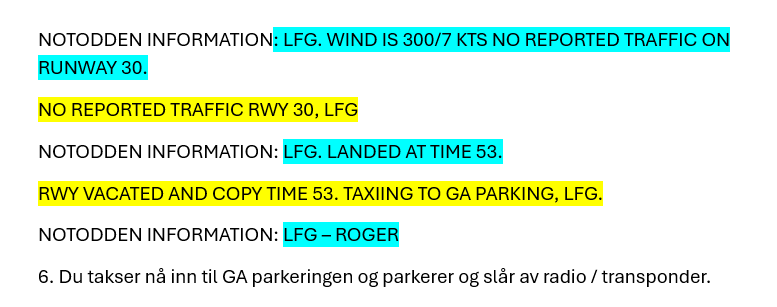 NOTODDEN INFORMATION: LFG. WIND IS 300/7 KTS NO REPORTED TRAFFIC ON
RUNWAY 30.
NO REPORTED TRAFFIC RWY 30, LFG
NOTODDEN INFORMATION: LFG. LANDED AT TIME 53.
RWY VACATED AND COPY TIME 53. TAXIING TO GA PARKING, LFG.
NOTODDEN INFORMATION: LFG – ROGER
6. Du takser nå inn til GA parkeringen og parkerer og slår av radio / transponder.